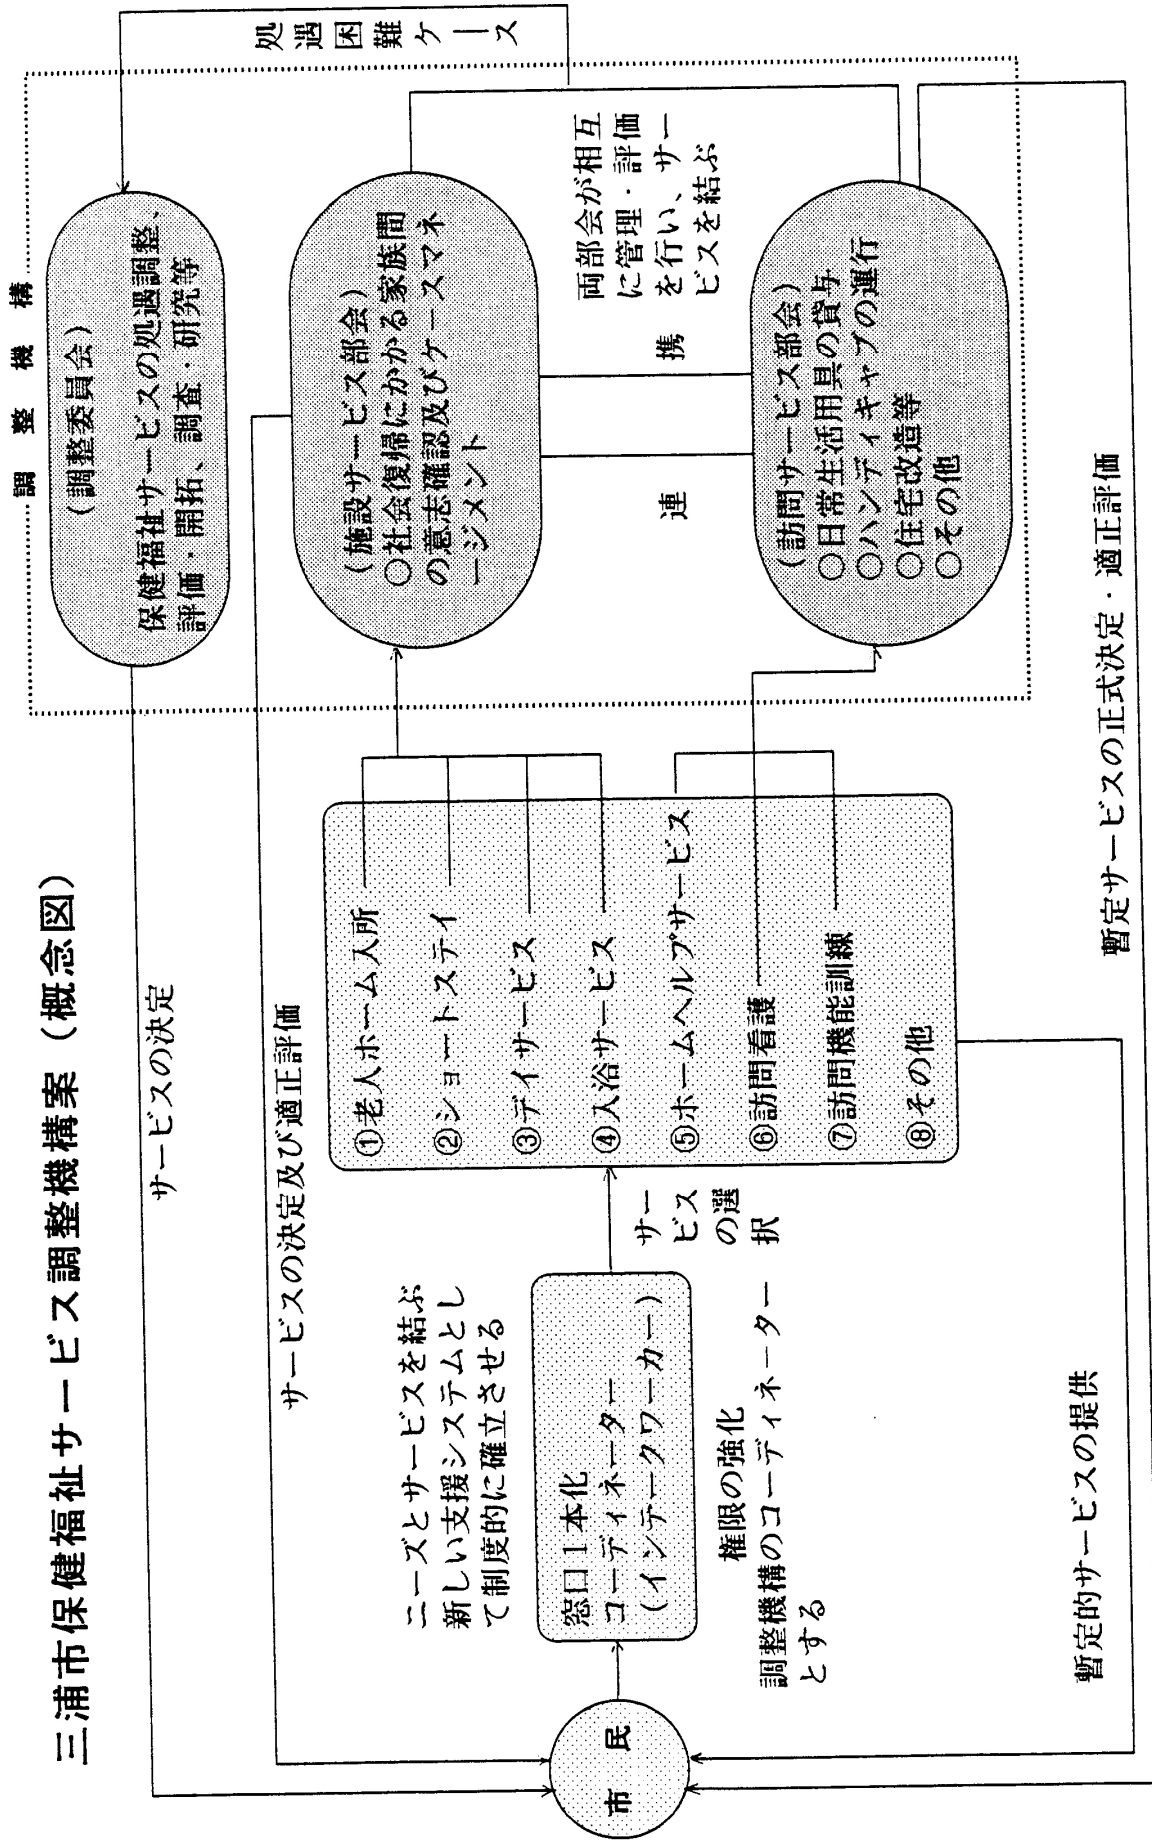 三浦市保健福祉サービス調整機構案（概念図）
調整機構
サービスの決定
（調整委員会）
保健福祉サービスの処遇調整、
評価・開拓、調査・研究等
処遇困難ケース
サービスの決定及び適正評価
（施設サービス部会）
○社会復帰にかかる家族間
の意志確認及びケースマネ
ージメント
ニーズとサービスを結ぶ
新しい支援システムとし
て制度的に確立させる
市民
窓口1本化
コーディネーター
（インテークワーカー）
権限の強化
調整機構のコーディネーター
とする
サー
ビス
の選
択
①老人ホーム入所
②ショートステイ
③デイサービス
④入浴サービス
⑤ホームヘルプサービス
⑥訪問看護
⑦訪問機能訓練
⑧その他
連携
両部会が相互
に管理・評価
を行い、サー
ビスを結ぶ
（訪問サービス部会）
○日常生活用具の貸与
○ハンディキャブの運行
○住宅改造等
○その他
暫定的サービスの提供
暫定サービスの正式決定・適正評価